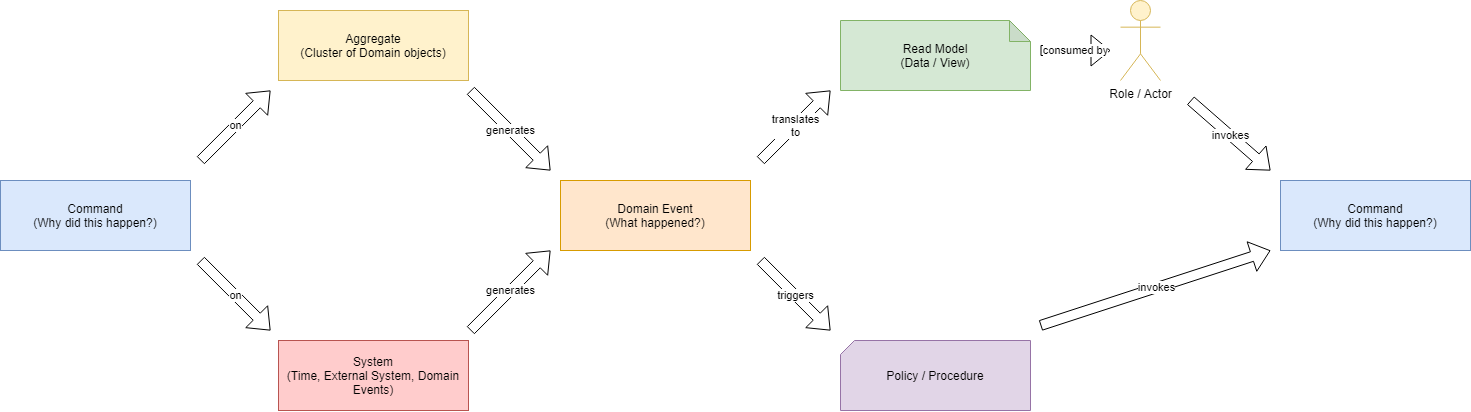 Aggregate
(Cluster of Domain objects)
Read Model
(Data / View)
[consumed by
Role / Actor
on
generates
translates
to
invokes
Command
(Why did this happen?)
Domain Event
(What happened?)
Command
(Why did this happen?)
on
generates
triggers
invokes
System
(Time, External System, Domain
Events)
Policy / Procedure